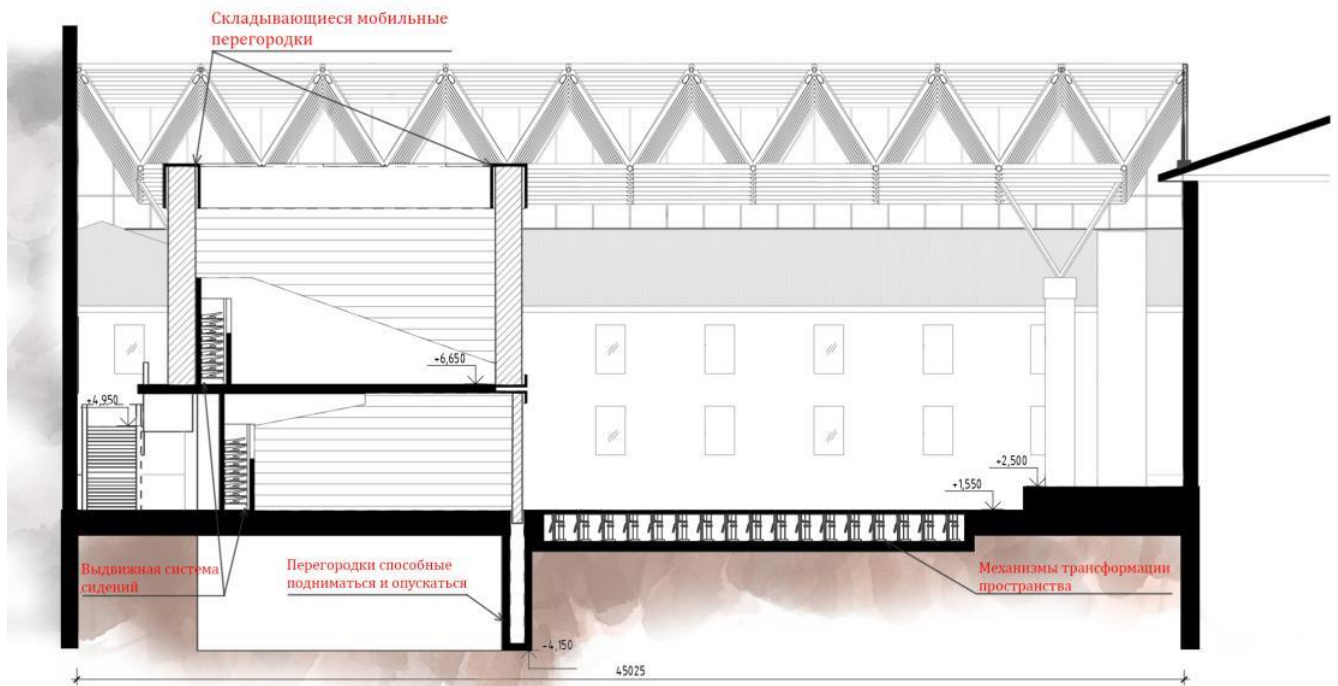 Складывающиеся мобильные
перегородки
+6,650
+4,950
+2,500
+1,550
Выдвижная система
сидений
Перегородки способные
подниматься и опускаться
Механизмы трансформации
пространства
-4,150
45025